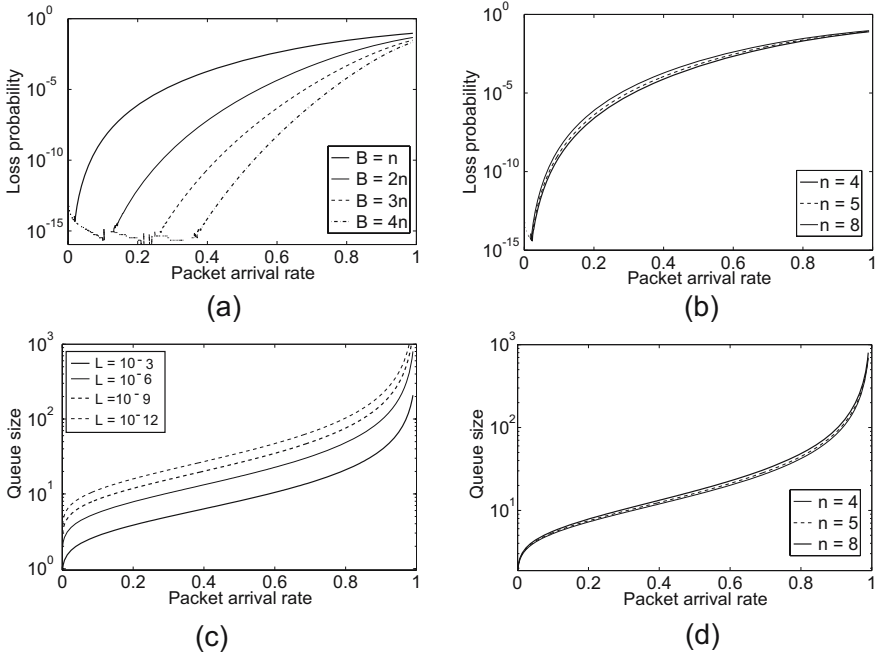 10^0
10^-5
10^-10
10^-15
Loss probability
B = n
B = 2n
B = 3n
B = 4n
0
0.2
0.4
0.6
0.8
1
Packet arrival rate
(a)
10^0
10^-5
10^-10
10^-15
Loss probability
n = 4
n = 5
n = 8
0
0.2
0.4
0.6
0.8
1
Packet arrival rate
(b)
10^3
10^2
10^1
10^0
Queue size
L = 10^-3
L = 10^-6
L =10^-9
L = 10^-12
0
0.2
0.4
0.6
0.8
1
Packet arrival rate
(c)
10^3
10^2
10^1
Queue size
n = 4
n = 5
n = 8
0
0.2
0.4
0.6
0.8
1
Packet arrival rate
(d)